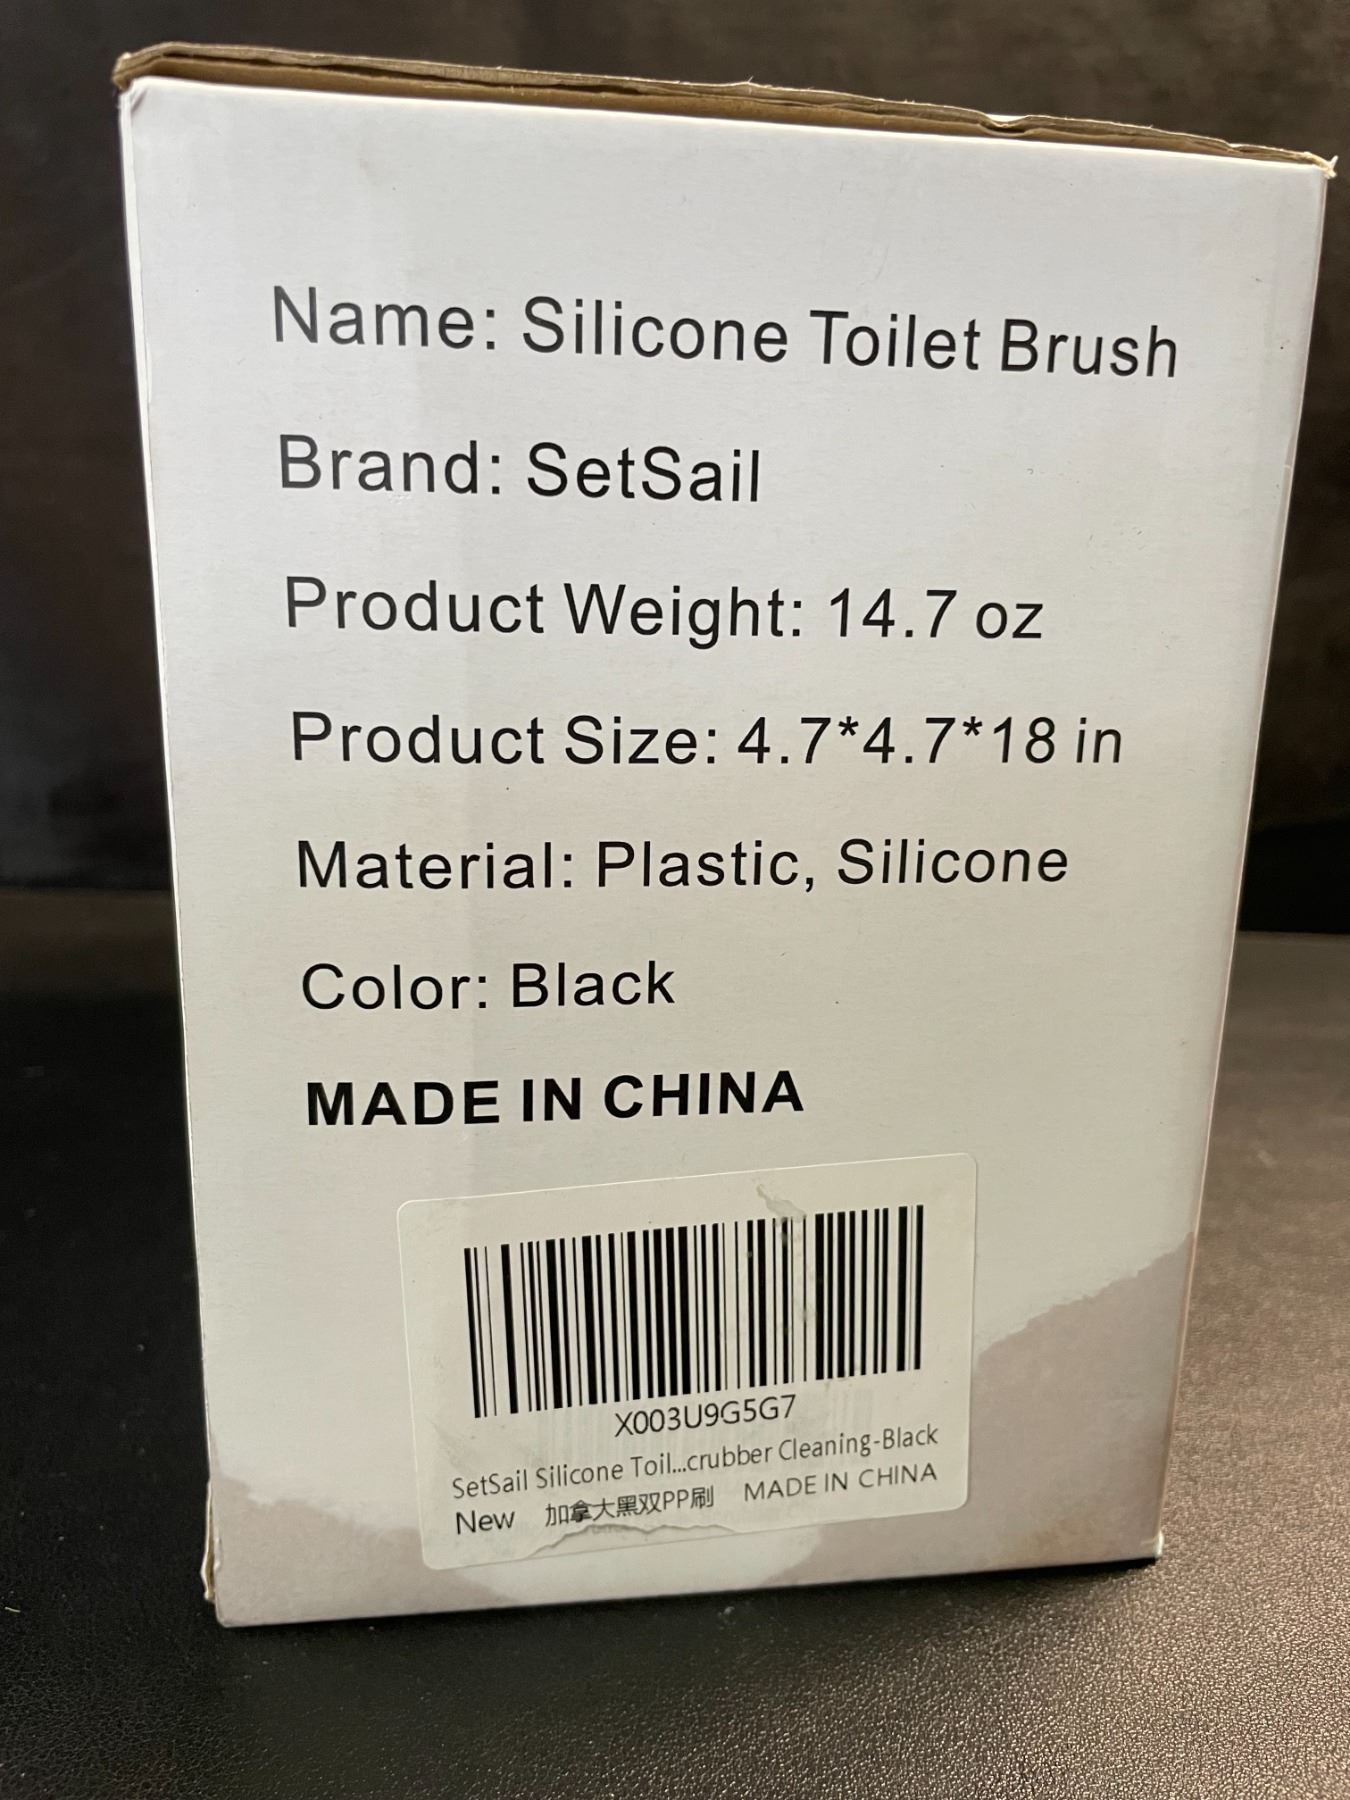 Name: Silicone Toilet Brush
Brand: SetSail
Product Weight: 14.7 oz
Product Size: 4.7*4.7*18 in
Material: Plastic, Silicone
Color: Black
MADE IN CHINA
X003U9G5G7
SetSail Silicone Toil...crubber Cleaning-Black
New 加拿大黑双PP刷 MADE IN CHINA